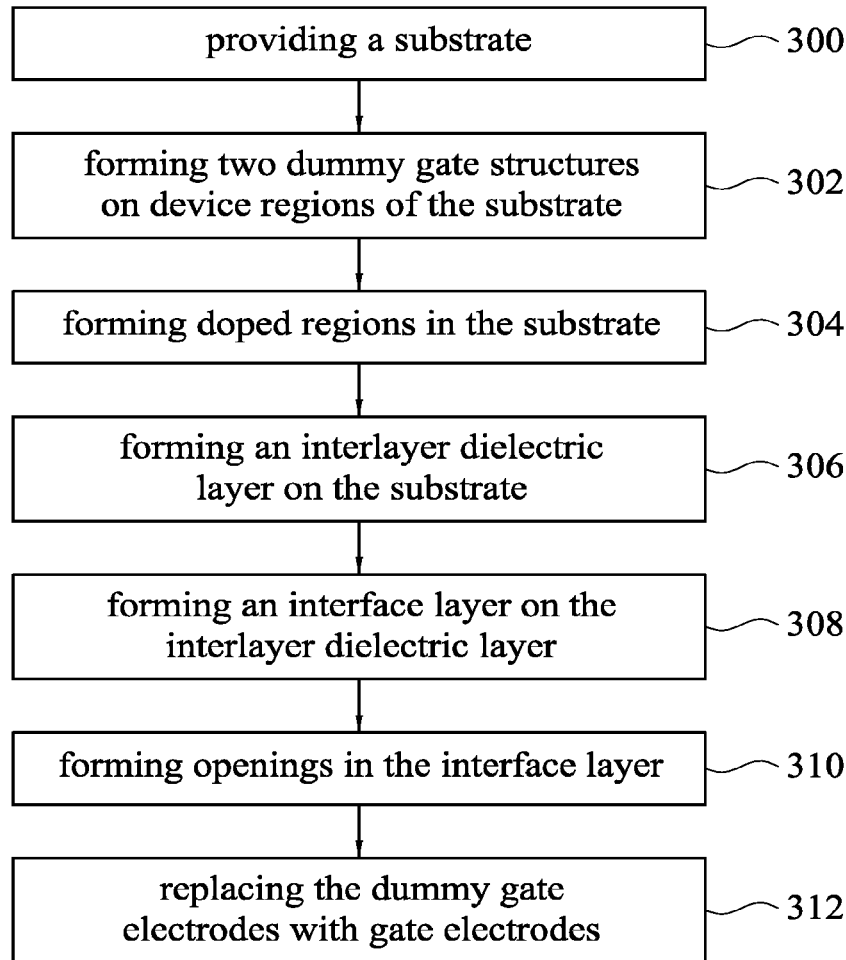 providing a substrate
300
forming two dummy gate structures
on device regions of the substrate
302
forming doped regions in the substrate
304
forming an interlayer dielectric
layer on the substrate
306
forming an interface layer on the
interlayer dielectric layer
308
forming openings in the interface layer
310
replacing the dummy gate
electrodes with gate electrodes
312